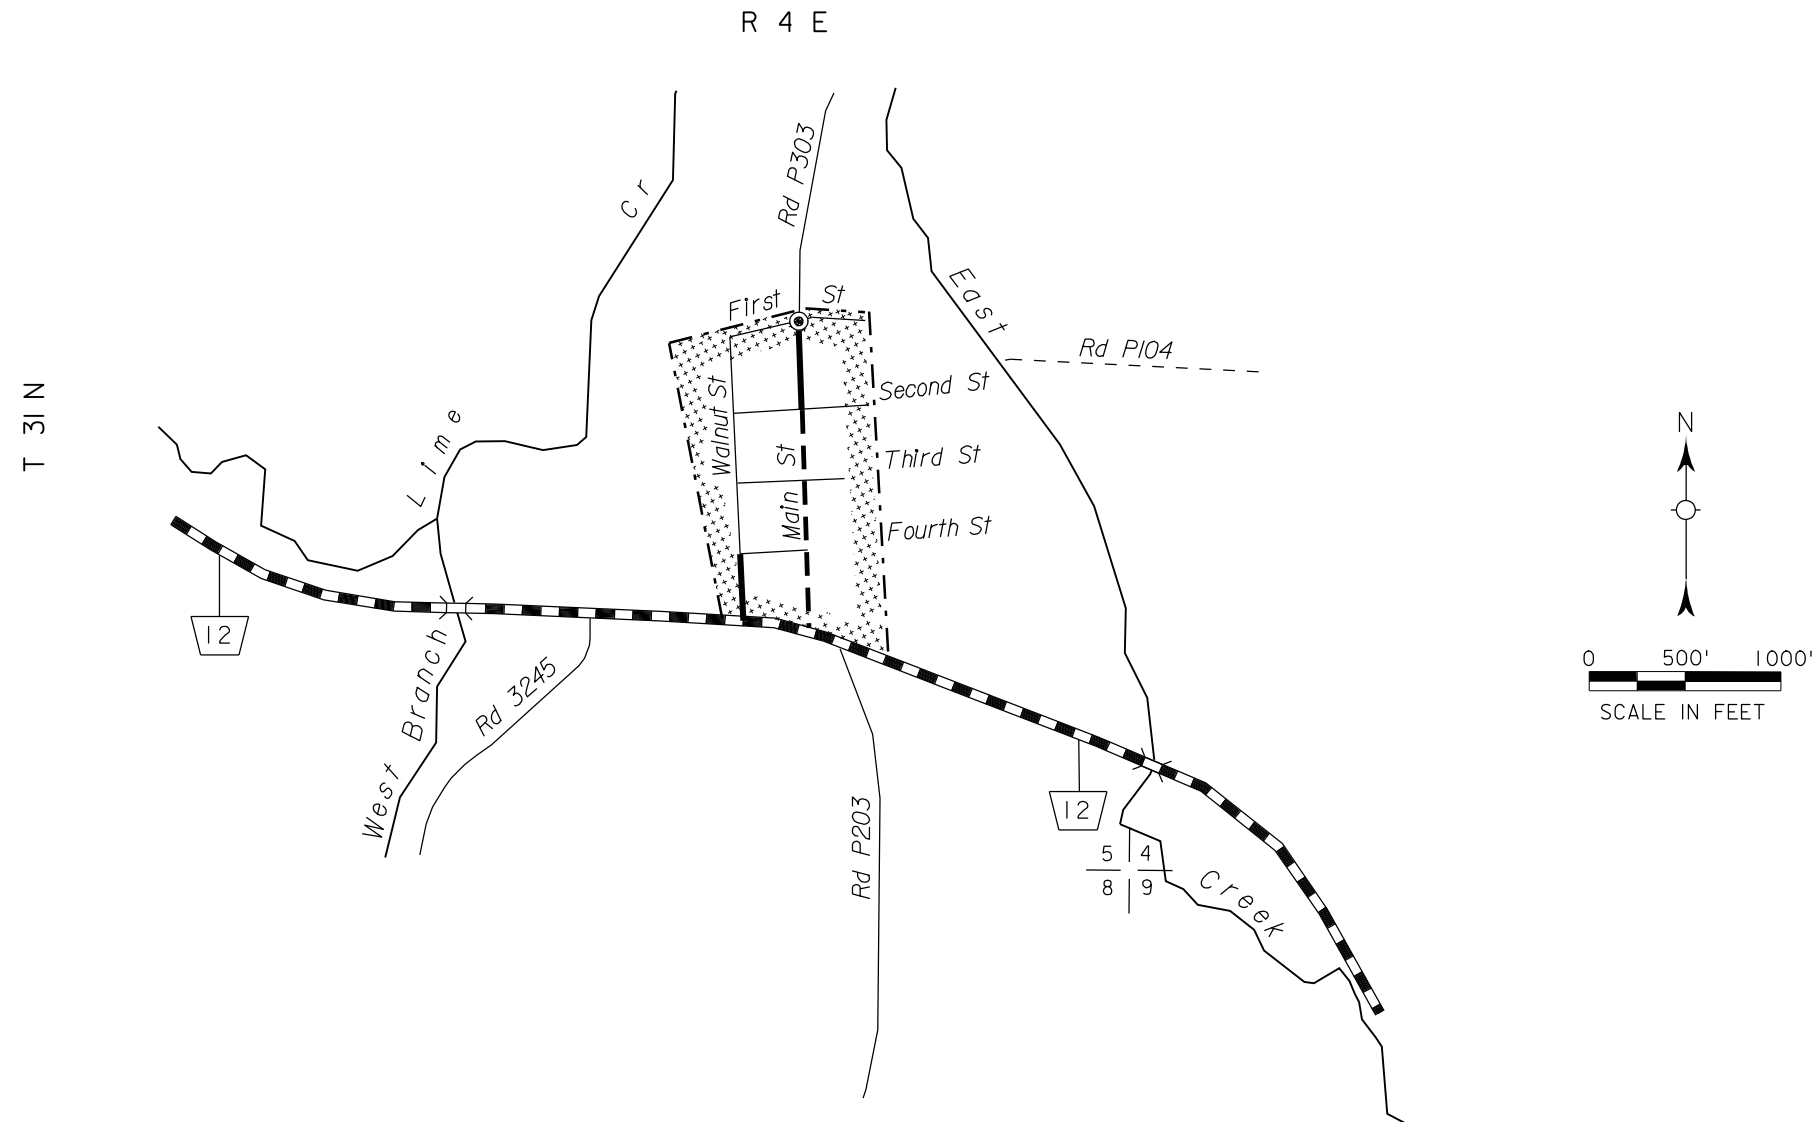 R 4 E
Rd P303
Cr
First St
East
Rd P104
T 31 N
Walnut St
Second St
Lime
Main St
Third St
Fourth St
N
12
0 500' 1000'
SCALE IN FEET
West Branch
Rd 3245
12
Rd P203
5 4
8 9
Creek